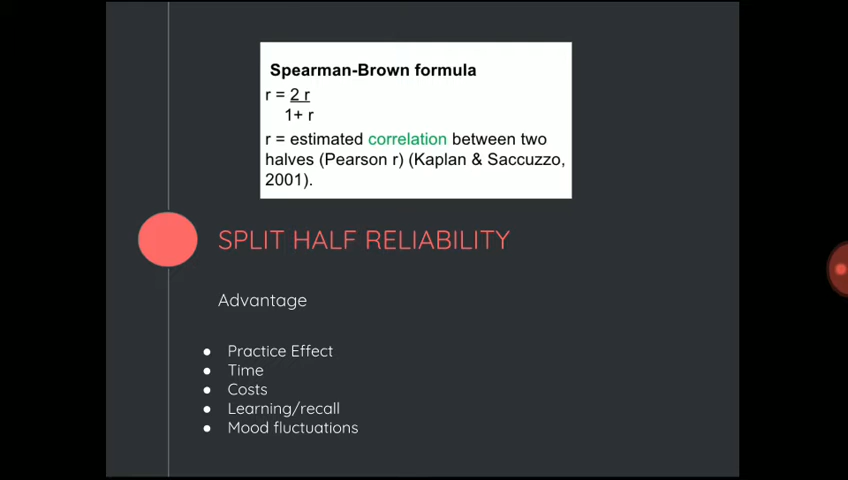 Spearman-Brown formula
r = 2 r
1+ r
r = estimated correlation between two
halves (Pearson r) (Kaplan & Saccuzzo,
2001).
SPLIT HALF RELIABILITY
Advantage
● Practice Effect
● Time
● Costs
● Learning/recall
● Mood fluctuations